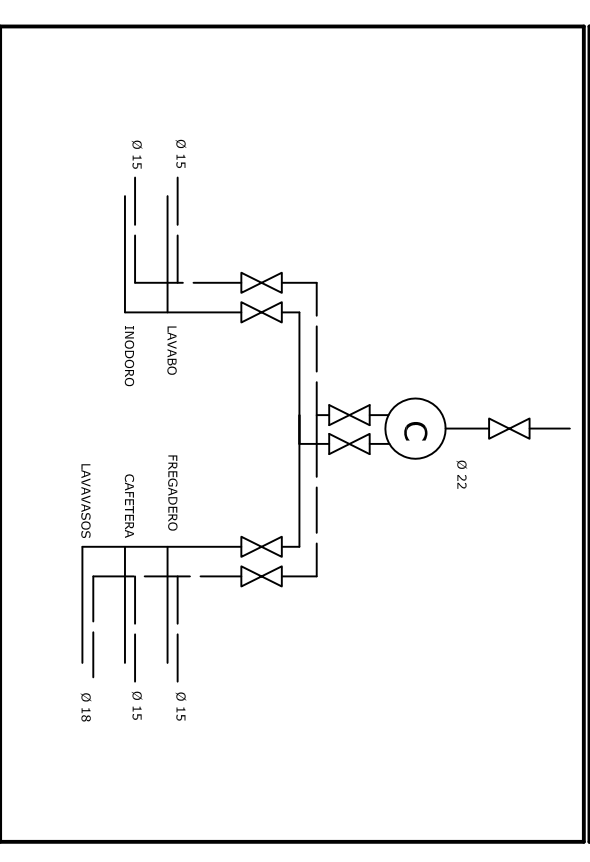 Ø 22
C
Ø 15
LAVABO
FREGADERO
Ø 15
Ø 15
INODORO
CAFETERA
Ø 15
LAVAVASOS
Ø 18